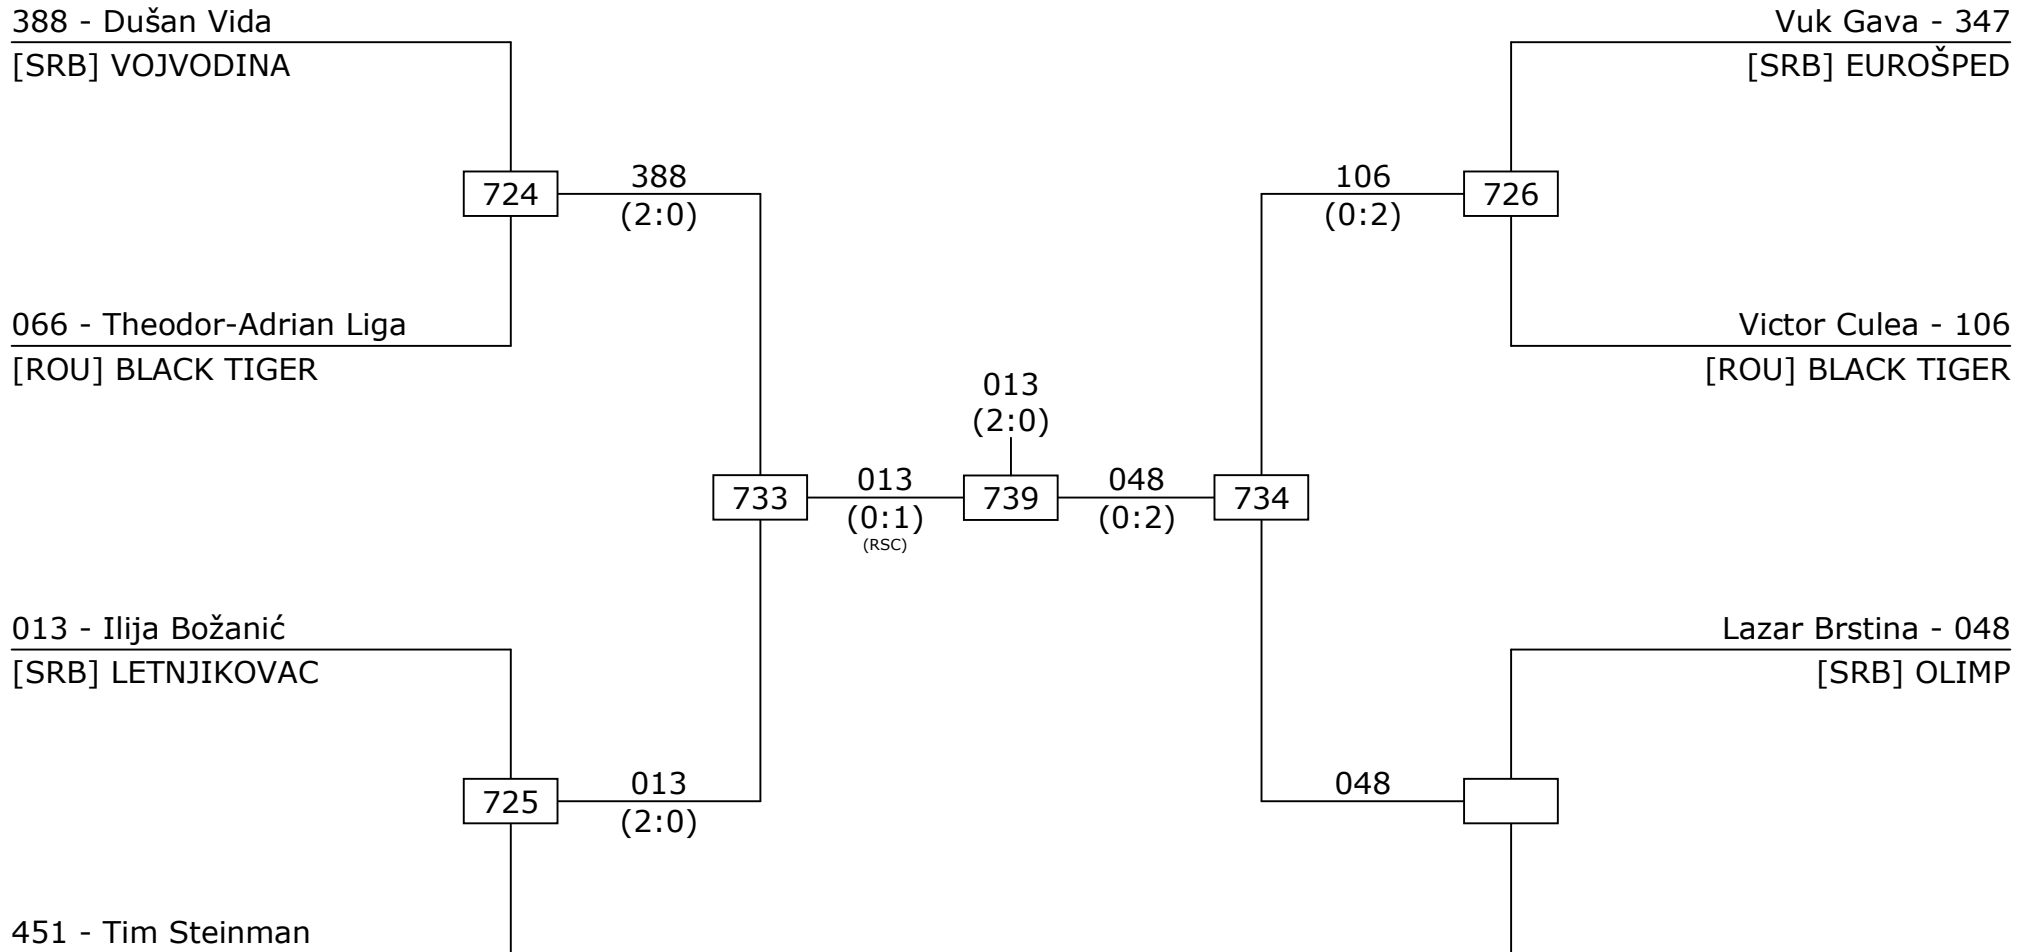 388 - Dušan Vida
[SRB] VOJVODINA
Vuk Gava - 347
[SRB] EUROŠPED
724
388
(2:0)
106
(0:2)
726
066 - Theodor-Adrian Liga
[ROU] BLACK TIGER
Victor Culea - 106
[ROU] BLACK TIGER
013
(2:0)
733
013
(0:1)
(RSC)
739
048
(0:2)
734
013 - Ilija Božanić
[SRB] LETNJIKOVAC
Lazar Brstina - 048
[SRB] OLIMP
725
013
(2:0)
048
451 - Tim Steinman